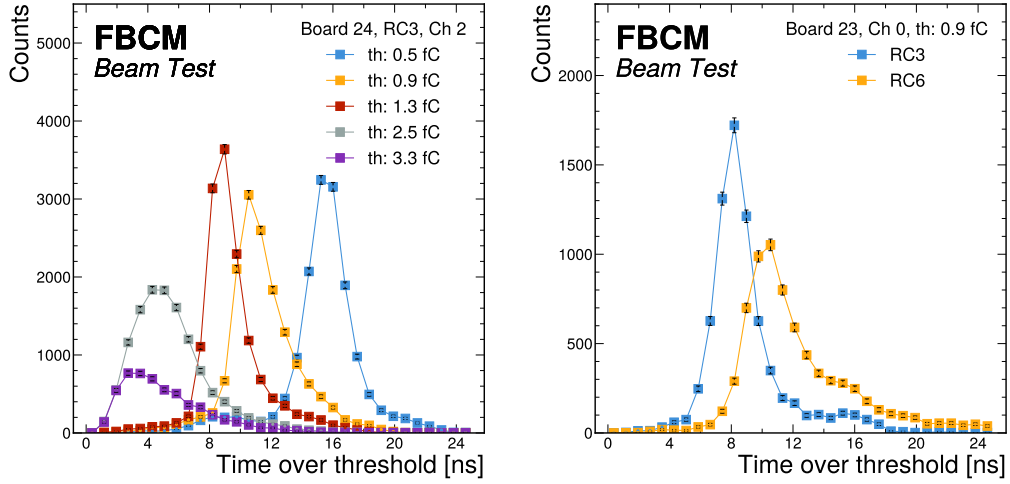 FBCM
Beam Test
Board 24, RC3, Ch 2
th: 0.5 fC
th: 0.9 fC
th: 1.3 fC
th: 2.5 fC
th: 3.3 fC
Counts
5000
4000
3000
2000
1000
0
0 4 8 12 16 20 24
Time over threshold [ns]
FBCM
Beam Test
Board 23, Ch 0, th: 0.9 fC
RC3
RC6
Counts
2000
1500
1000
500
0
0 4 8 12 16 20 24
Time over threshold [ns]